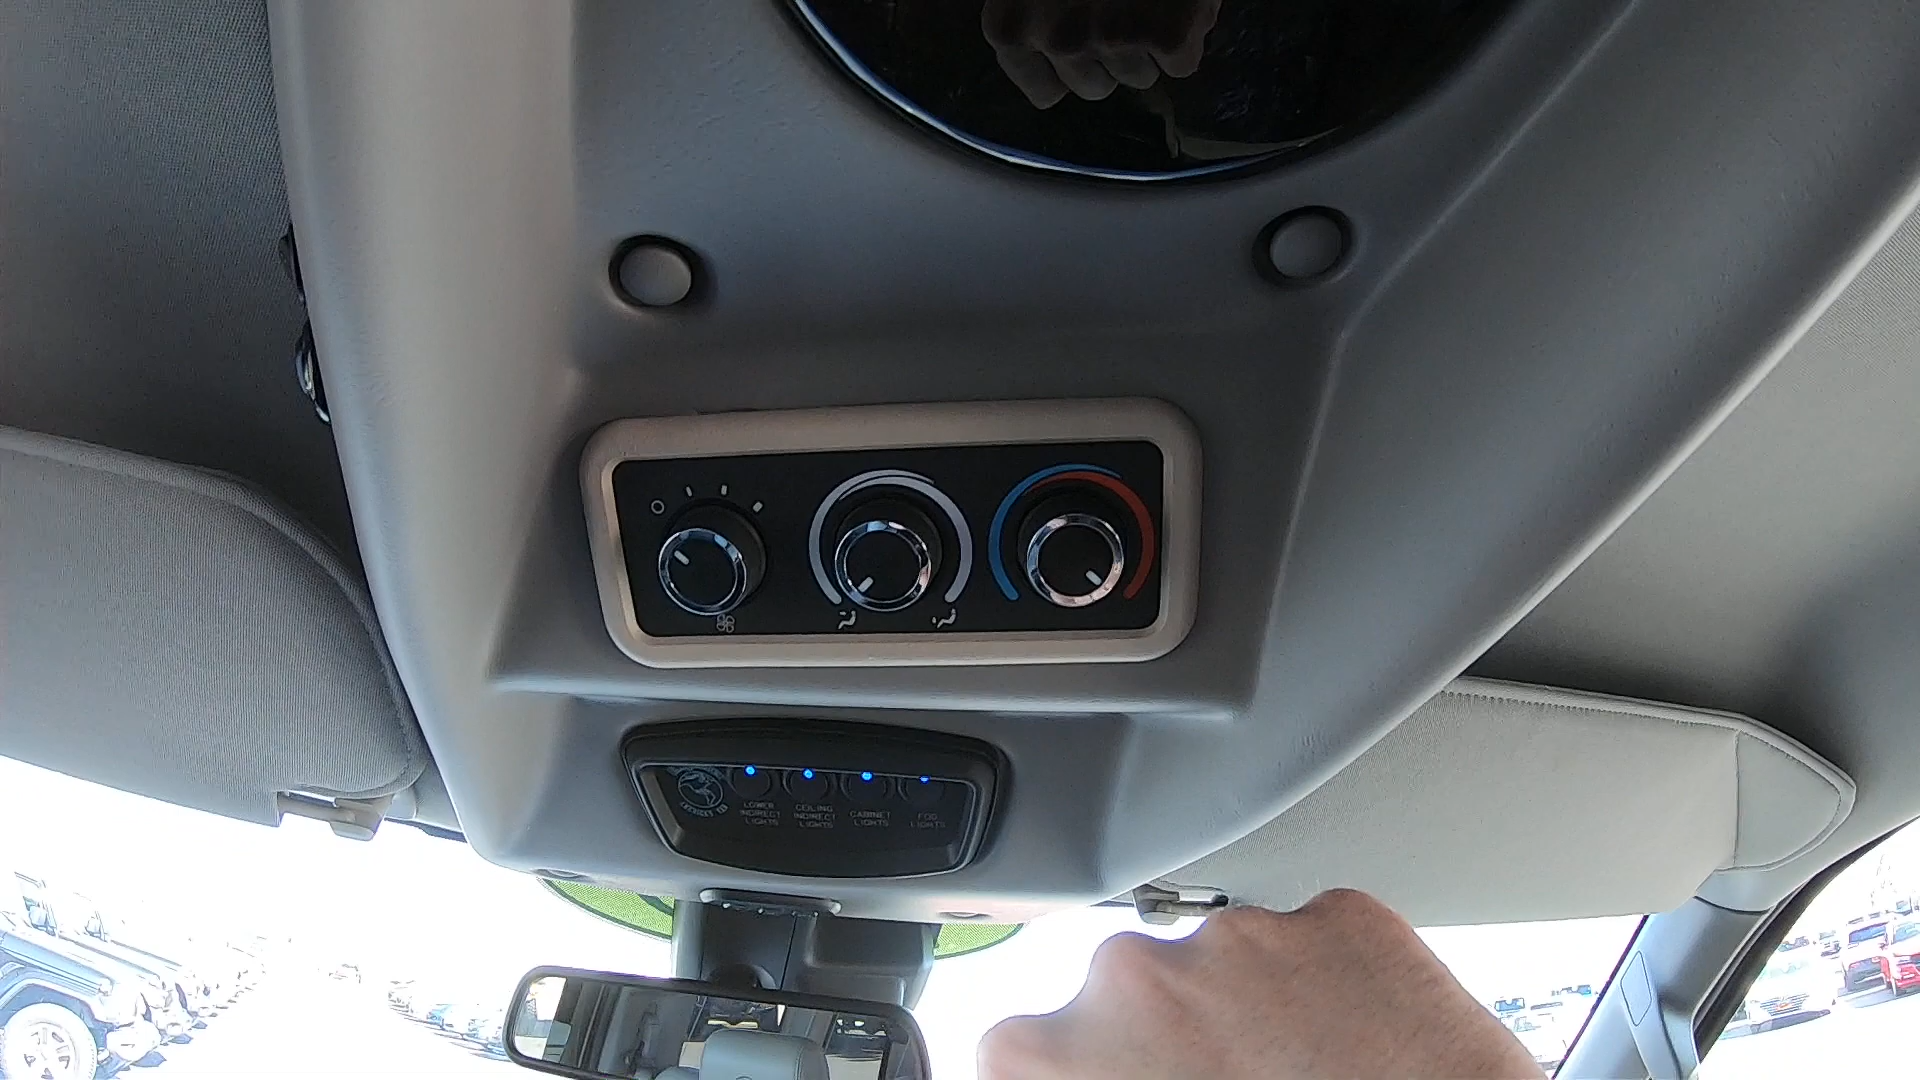 LOWER
INDIRECT
LIGHTS
CEILING
INDIRECT
LIGHTS
CABINET
LIGHTS
FOG
LIGHTS